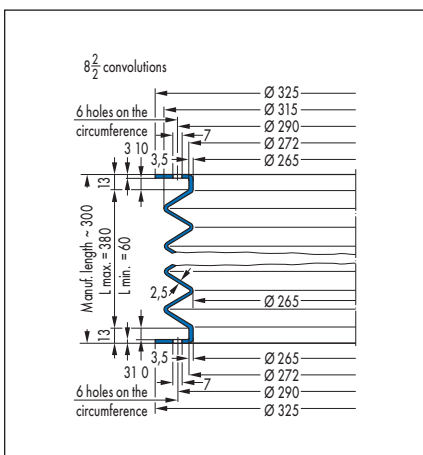 8 2/2 convolutions
Ø 325
Ø 315
6 holes on the
circumference
Ø 290
7
Ø 272
3 10
3,5
Ø 265
13
Manuf. length ~ 300
L max. = 380
L min. = 60
2,5
Ø 265
13
3,5
Ø 265
31 0
Ø 272
7
6 holes on the
circumference
Ø 290
Ø 325